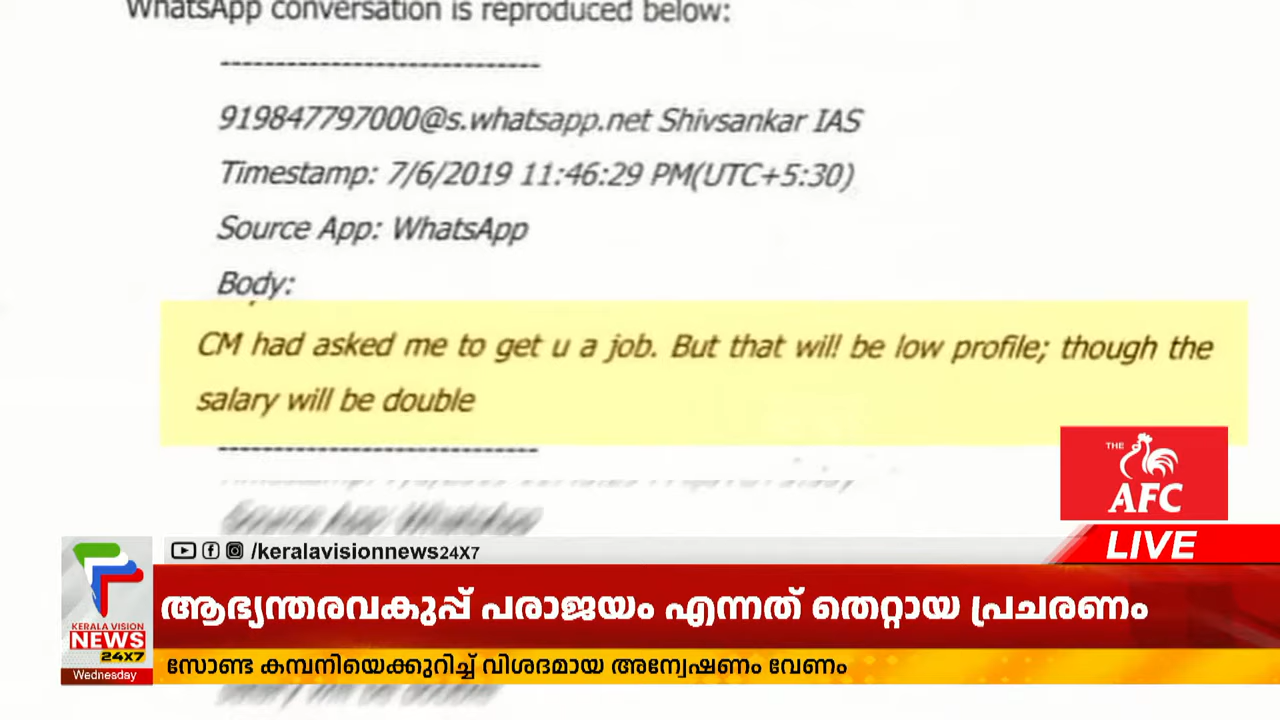 WhatsApp conversation is reproduced below:
-----------------------------
919847797000@s.whatsapp.net Shivsankar IAS
Timestamp: 7/6/2019 11:46:29 PM(UTC+5:30)
Source App: WhatsApp
Body:
CM had asked me to get u a job. But that will be low profile; though the
salary will be double
-----------------------------
THE
AFC
LIVE
/keralavisionnews24X7
ആഭ്യന്തരവകുപ്പ് പരാജയം എന്നത് തെറ്റായ പ്രചരണം
KERALA VISION
NEWS
24X7
Wednesday
സോണ്ട കമ്പനിയെക്കുറിച്ച് വിശദമായ അന്വേഷണം വേണം